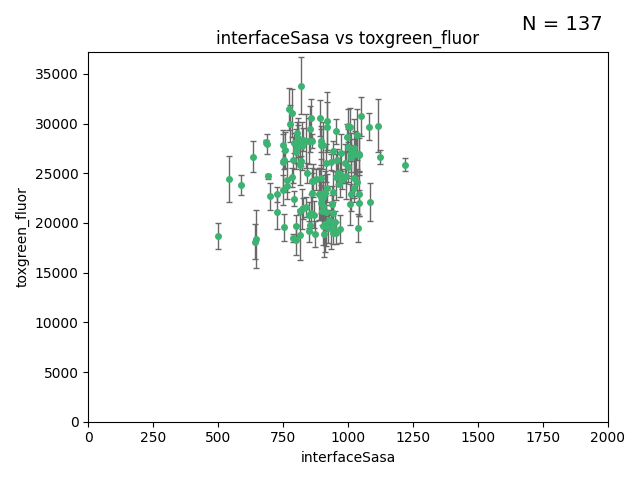 N = 137
interfaceSasa vs toxgreen_fluor
35000
30000
25000
20000
15000
10000
5000
0
toxgreen_fluor
0 250 500 750 1000 1250 1500 1750 2000
interfaceSasa